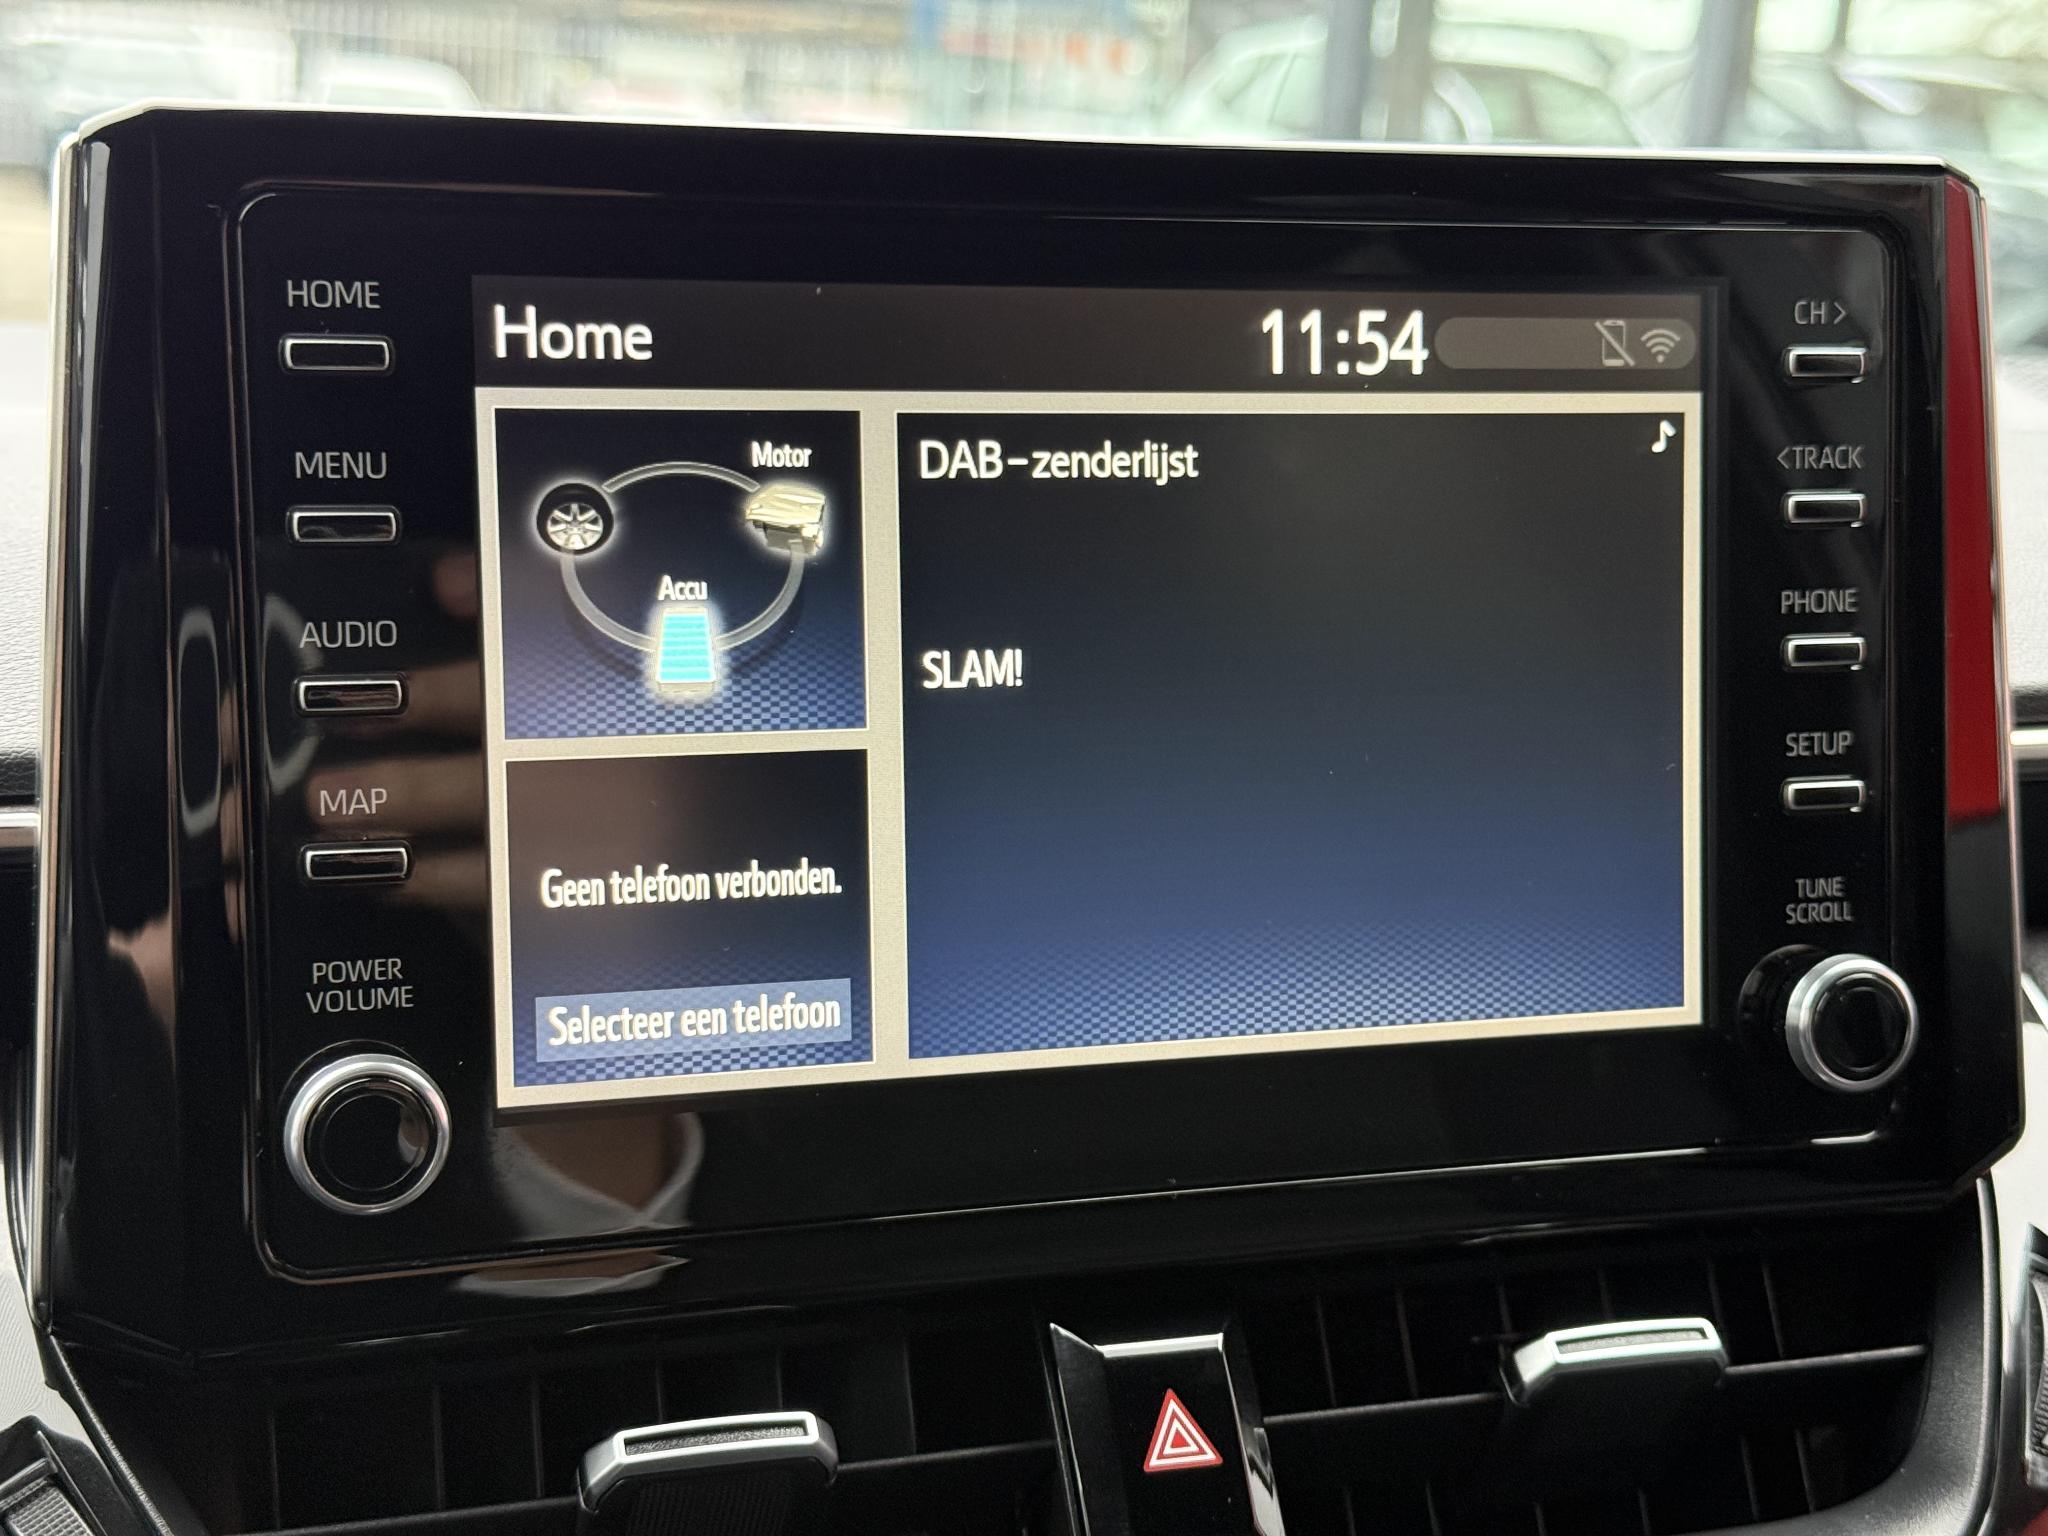 HOME
MENU
AUDIO
MAP
POWER
VOLUME
Home
11:54
Motor
Accu
Geen telefoon verbonden.
Selecteer een telefoon
DAB-zenderlijst
SLAM!
CH >
< TRACK
PHONE
SETUP
TUNE
SCROLL